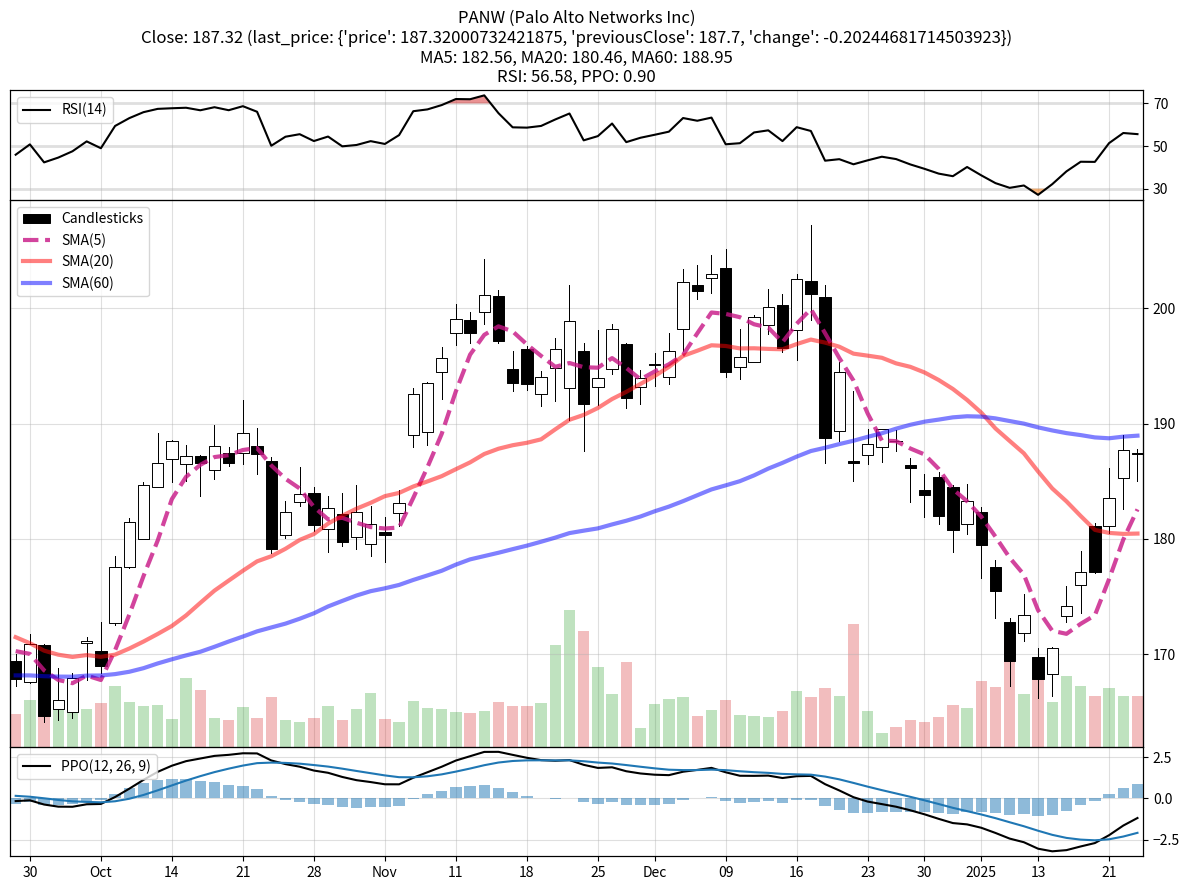 PANW (Palo Alto Networks Inc)
Close: 187.32 (last_price: {'price': 187.32000732421875, 'previousClose': 187.7, 'change': -0.20244681714503923})
MA5: 182.56, MA20: 180.46, MA60: 188.95
RSI: 56.58, PPO: 0.90
RSI(14)
70
50
30
Candlesticks
SMA(5)
SMA(20)
SMA(60)
200
190
180
170
PPO(12, 26, 9)
2.5
0.0
−2.5
30 Oct 14 21 28 Nov 11 18 25 Dec 09 16 23 30 2025 13 21